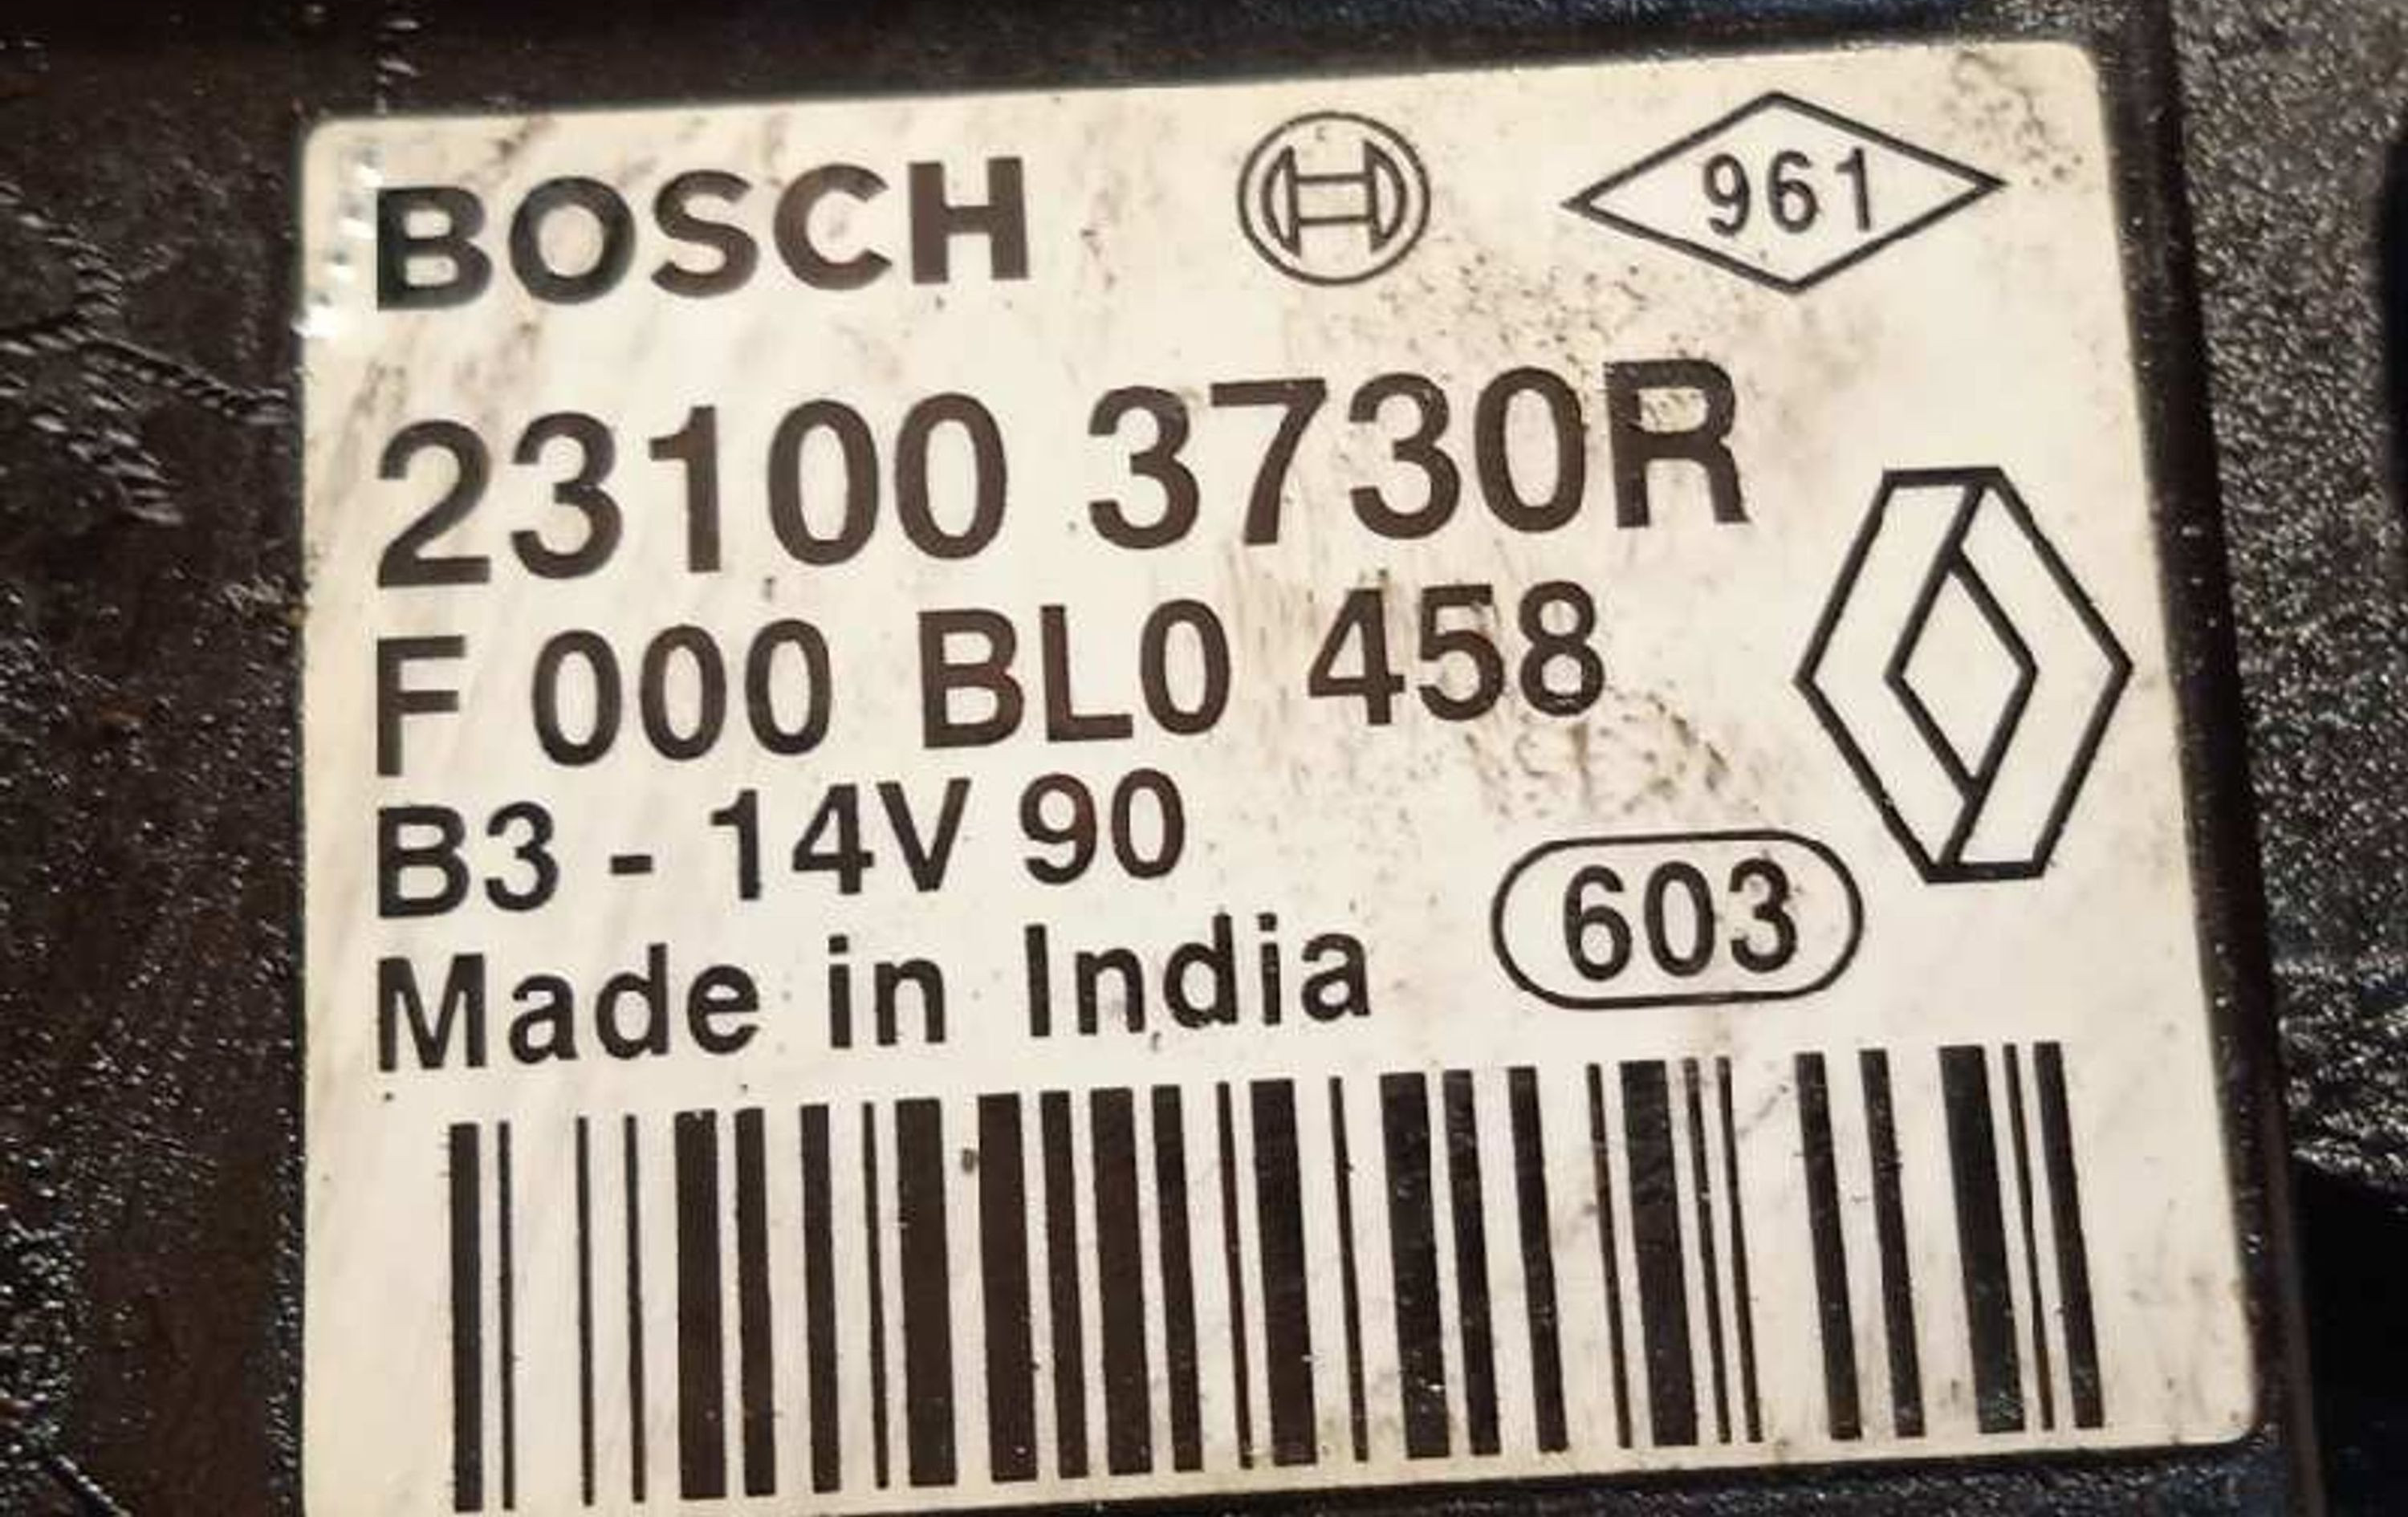 BOSCH 961
23100 3730R
F 000 BL0 458
B3 - 14V 90
Made in India 603